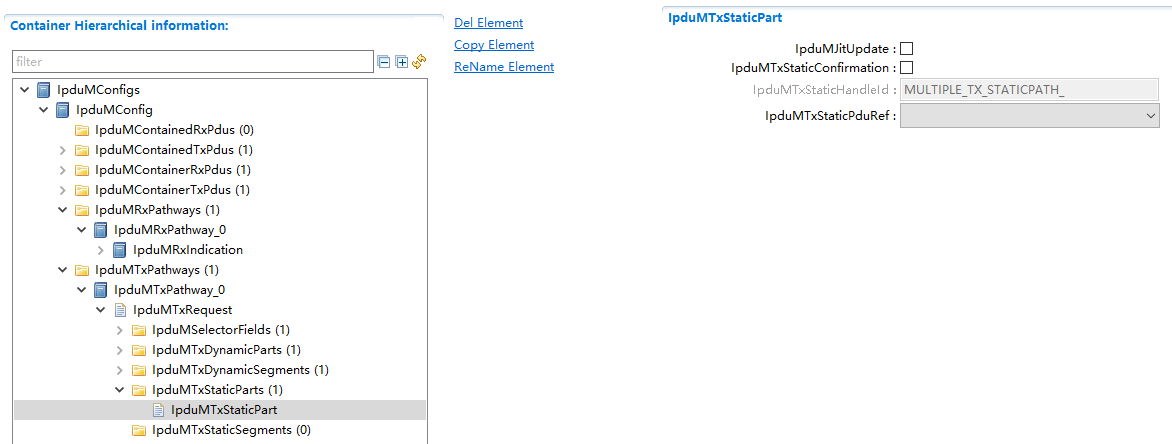 Container Hierarchical information:
filter
IpduMConfigs
IpduMConfig
IpduMContainedRxPdus (0)
IpduMContainedTxPdus (1)
IpduMContainerRxPdus (1)
IpduMContainerTxPdus (1)
IpduMRxPathways (1)
IpduMRxPathway_0
IpduMRxIndication
IpduMTxPathways (1)
IpduMTxPathway_0
IpduMTxRequest
IpduMSelectorFields (1)
IpduMTxDynamicParts (1)
IpduMTxDynamicSegments (1)
IpduMTxStaticParts (1)
IpduMTxStaticPart
IpduMTxStaticSegments (0)
Del Element
Copy Element
ReName Element
IpduMTxStaticPart
IpduMJitUpdate :
IpduMTxStaticConfirmation :
IpduMTxStaticHandleId : MULTIPLE_TX_STATICPATH_
IpduMTxStaticPduRef :